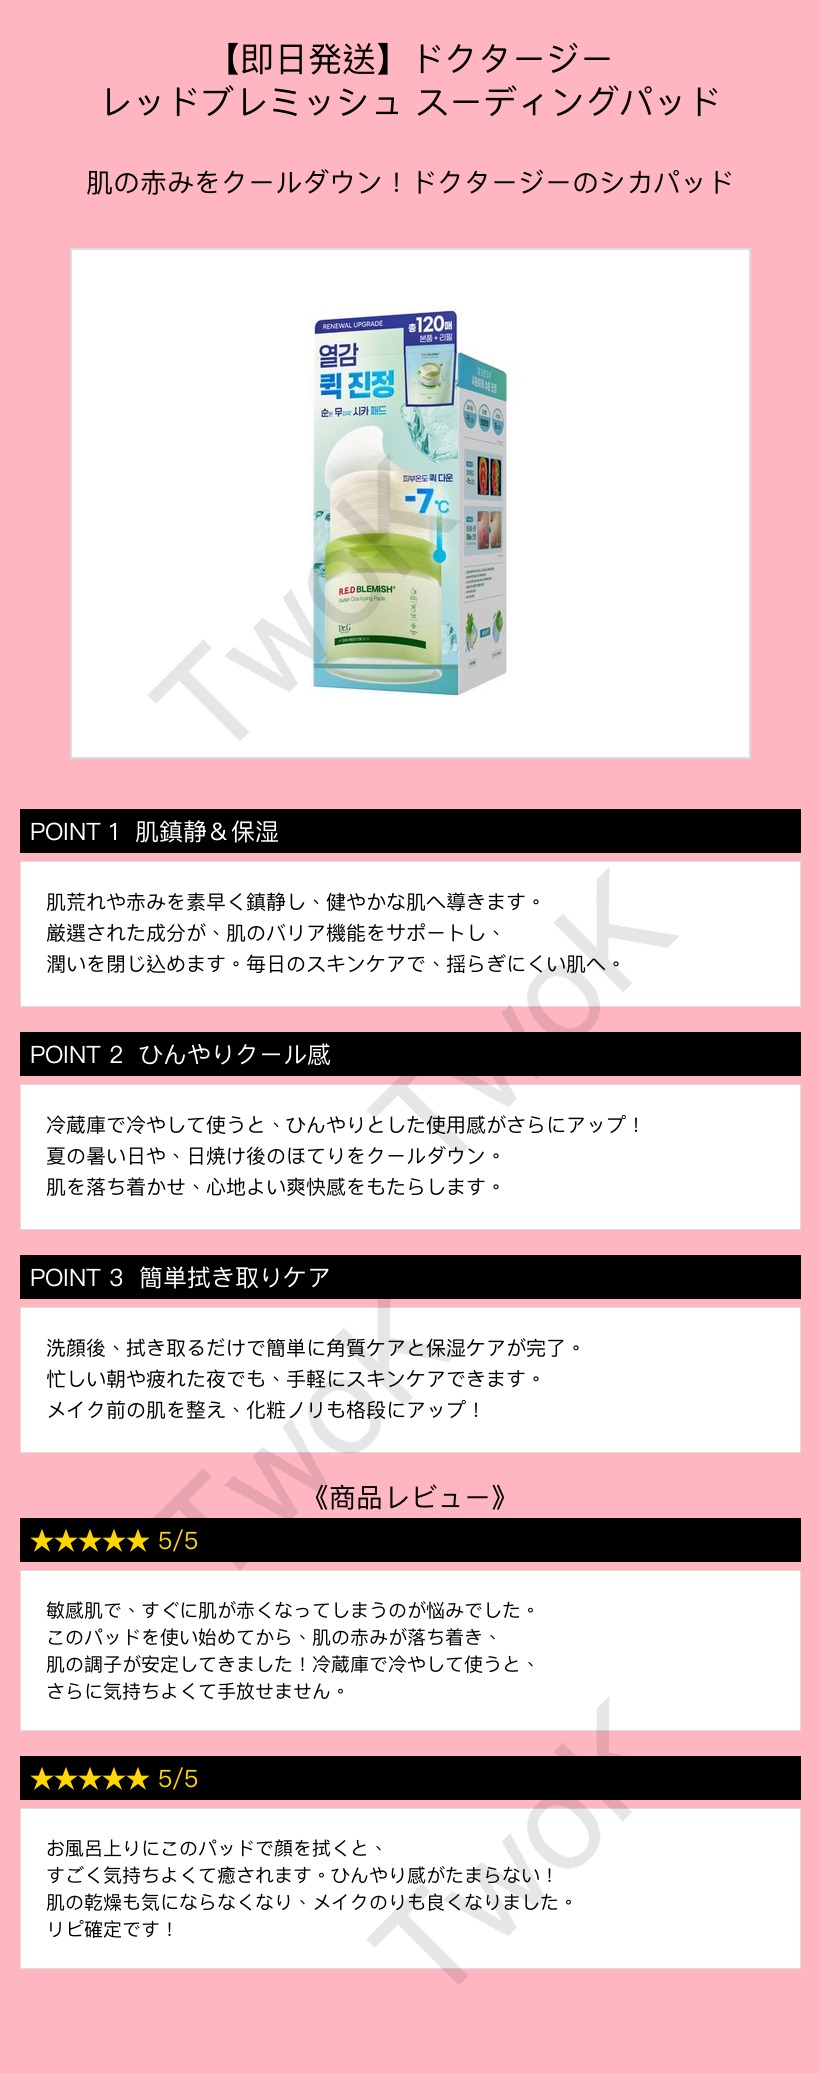 【即日発送】ドクタージー
レッドブレミッシュ スーディングパッド
肌の赤みをクールダウン！ドクタージーのシカパッド
RENEWAL UPGRADE
총120매
본품 + 리필
열감
퀵 진정
시카 패드
피부온도 퀵 다운
-7℃
R.E.D BLEMISH
Dr.G
TwoK
POINT 1 肌鎮静＆保湿
肌荒れや赤みを素早く鎮静し、健やかな肌へ導きます。
厳選された成分が、肌のバリア機能をサポートし、
潤いを閉じ込めます。毎日のスキンケアで、揺らぎにくい肌へ。
TwoK
POINT 2 ひんやりクール感
冷蔵庫で冷やして使うと、ひんやりとした使用感がさらにアップ！
夏の暑い日や、日焼け後のほてりをクールダウン。
肌を落ち着かせ、心地よい爽快感をもたらします。
POINT 3 簡単拭き取りケア
洗顔後、拭き取るだけで簡単に角質ケアと保湿ケアが完了。
忙しい朝や疲れた夜でも、手軽にスキンケアできます。
メイク前の肌を整え、化粧ノリも格段にアップ！
TwoK
《商品レビュー》
★★★★★ 5/5
敏感肌で、すぐに肌が赤くなってしまうのが悩みでした。
このパッドを使い始めてから、肌の赤みが落ち着き、
肌の調子が安定してきました！冷蔵庫で冷やして使うと、
さらに気持ちよくて手放せません。
★★★★★ 5/5
お風呂上りにこのパッドで顔を拭くと、
すごく気持ちよくて癒されます。ひんやり感がたまらない！
肌の乾燥も気にならなくなり、メイクのりも良くなりました。
リピ確定です！
TwoK